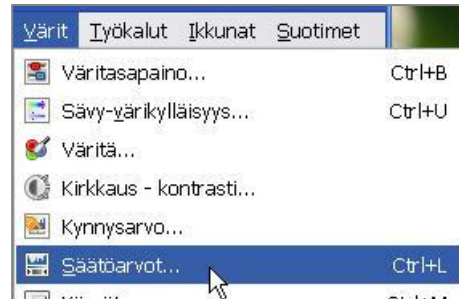 Värit Työkalut Ikkunat Suotimet
Väritasapaino... Ctrl+B
Sävy-värikylläisyys... Ctrl+U
Väritä...
Kirkkaus - kontrasti...
Kynnysarvo...
Säätöarvot... Ctrl+L